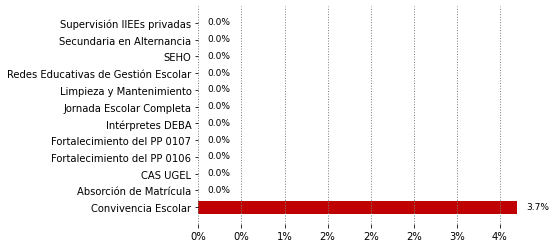 Supervisión IIEEs privadas 0.0%
Secundaria en Alternancia 0.0%
SEHO 0.0%
Redes Educativas de Gestión Escolar 0.0%
Limpieza y Mantenimiento 0.0%
Jornada Escolar Completa 0.0%
Intérpretes DEBA 0.0%
Fortalecimiento del PP 0107 0.0%
Fortalecimiento del PP 0106 0.0%
CAS UGEL 0.0%
Absorción de Matrícula 0.0%
Convivencia Escolar 3.7%
0% 0% 1% 2% 2% 2% 3% 4%